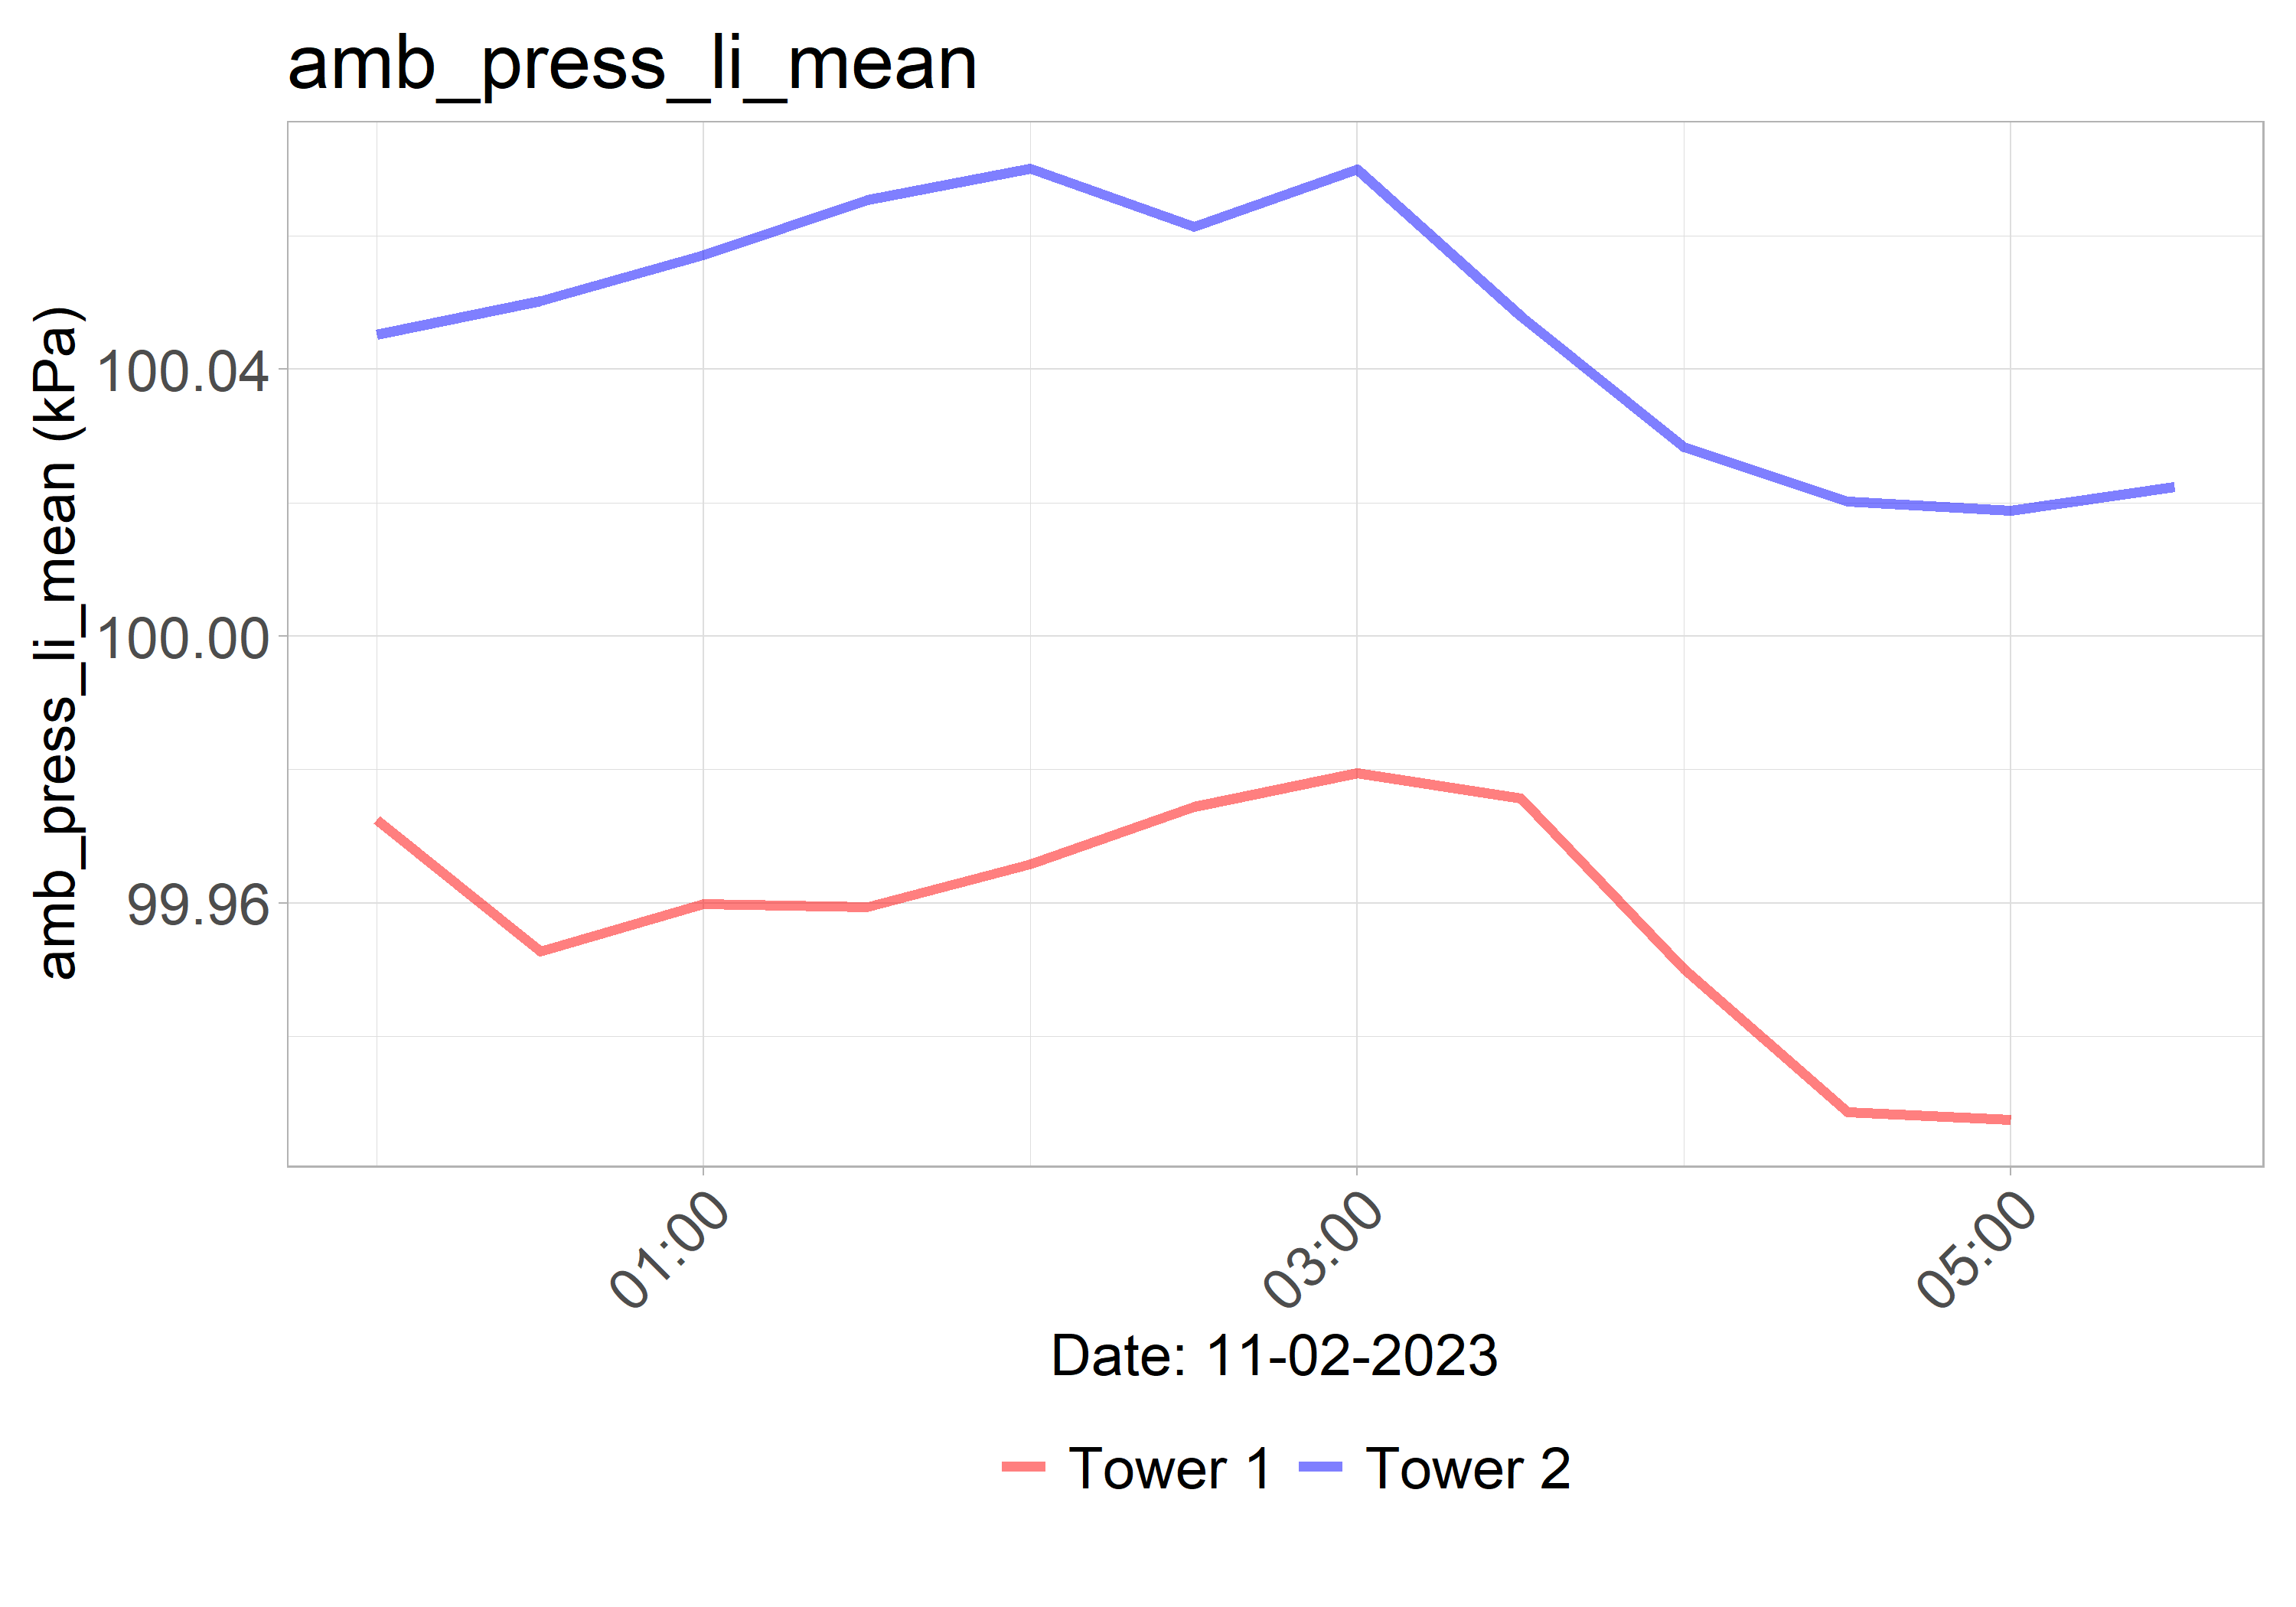 amb_press_li_mean
amb_press_li_mean (kPa)
100.04
100.00
99.96
01:00
03:00
05:00
Date: 11-02-2023
Tower 1
Tower 2